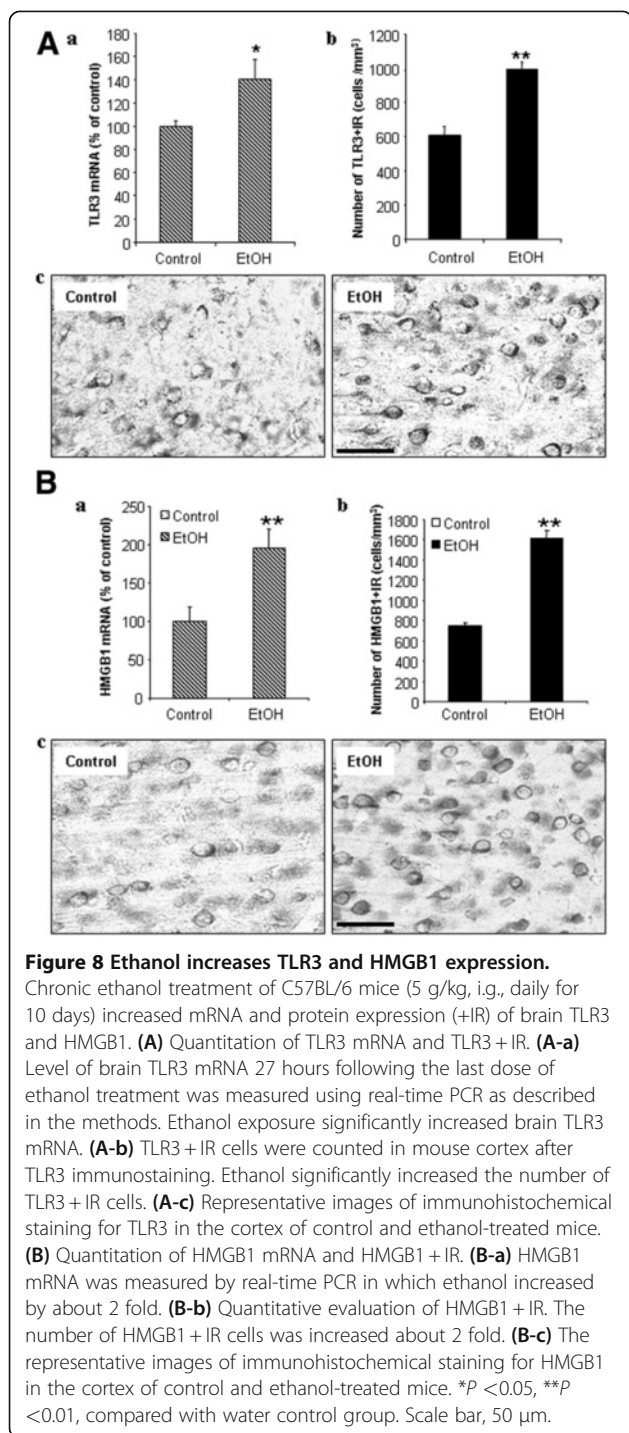 A
a
TLR3 mRNA (% of control)
160
140
120
100
80
60
40
20
0
*
Control
EtOH
b
Number of TLR3+IR (cells /mm³)
1200
1000
800
600
400
200
0
**
Control
EtOH
c
Control
EtOH
B
a
HMGB1 mRNA (% of control)
250
200
150
100
50
0
Control
EtOH
**
Control
EtOH
b
Number of HMGB1+IR (cells/mm³)
1800
1600
1400
1200
1000
800
600
400
200
0
Control
EtOH
**
Control
EtOH
c
Control
EtOH
Figure 8 Ethanol increases TLR3 and HMGB1 expression.
Chronic ethanol treatment of C57BL/6 mice (5 g/kg, i.g., daily for
10 days) increased mRNA and protein expression (+IR) of brain TLR3
and HMGB1. (A) Quantitation of TLR3 mRNA and TLR3 + IR. (A-a)
Level of brain TLR3 mRNA 27 hours following the last dose of
ethanol treatment was measured using real-time PCR as described
in the methods. Ethanol exposure significantly increased brain TLR3
mRNA. (A-b) TLR3 + IR cells were counted in mouse cortex after
TLR3 immunostaining. Ethanol significantly increased the number of
TLR3 + IR cells. (A-c) Representative images of immunohistochemical
staining for TLR3 in the cortex of control and ethanol-treated mice.
(B) Quantitation of HMGB1 mRNA and HMGB1 + IR. (B-a) HMGB1
mRNA was measured by real-time PCR in which ethanol increased
by about 2 fold. (B-b) Quantitative evaluation of HMGB1 + IR. The
number of HMGB1 + IR cells was increased about 2 fold. (B-c) The
representative images of immunohistochemical staining for HMGB1
in the cortex of control and ethanol-treated mice. *P <0.05, **P
<0.01, compared with water control group. Scale bar, 50 μm.